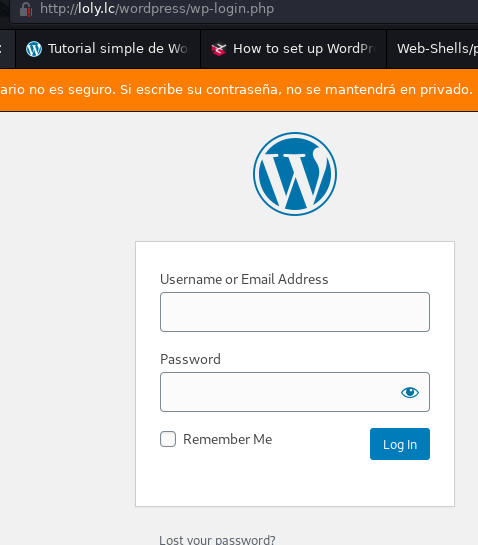 http://loly.lc/wordpress/wp-login.php
Tutorial simple de Wo
How to set up WordPr
Web-Shells/p
ario no es seguro. Si escribe su contraseña, no se mantendrá en privado.
Username or Email Address
Password
Remember Me
Log In
Lost your password?